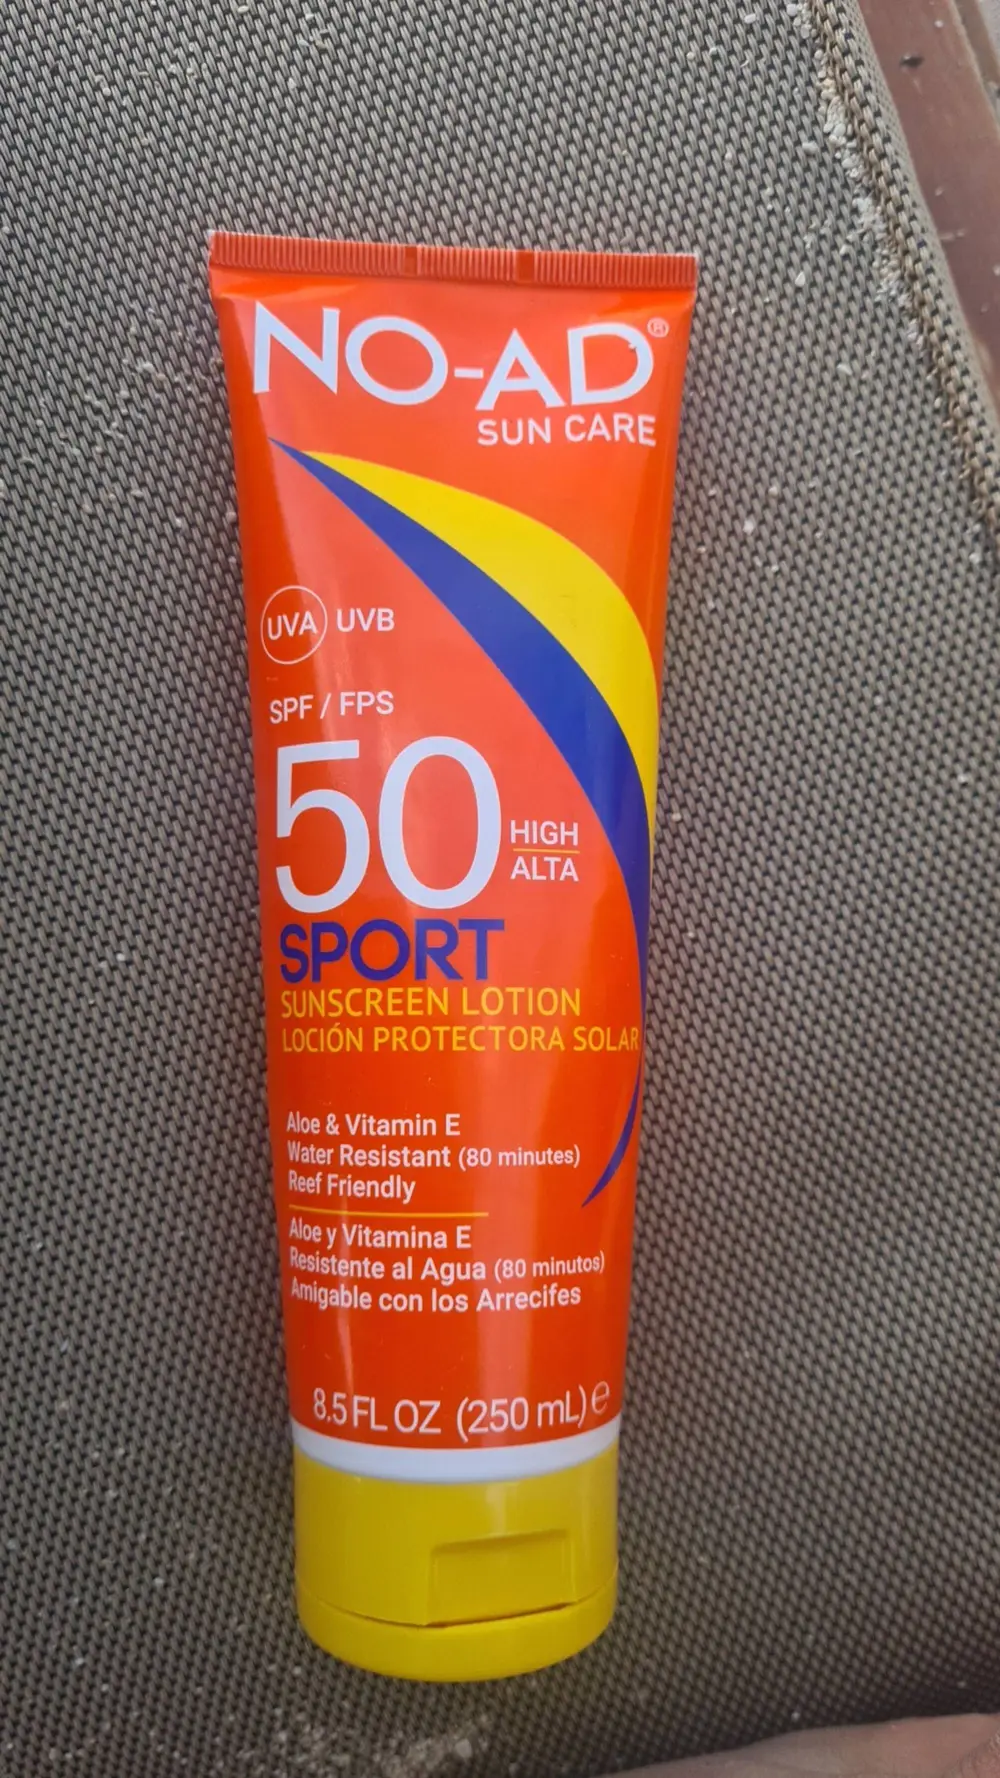 NO-AD®
SUN CARE
UVA UVB
SPF / FPS
50 HIGH
ALTA
SPORT
SUNSCREEN LOTION
LOCIÓN PROTECTORA SOLAR
Aloe & Vitamin E
Water Resistant (80 minutes)
Reef Friendly
Aloe y Vitamina E
Resistente al Agua (80 minutos)
Amigable con los Arrecifes
8.5 FL OZ (250 mL) ℮